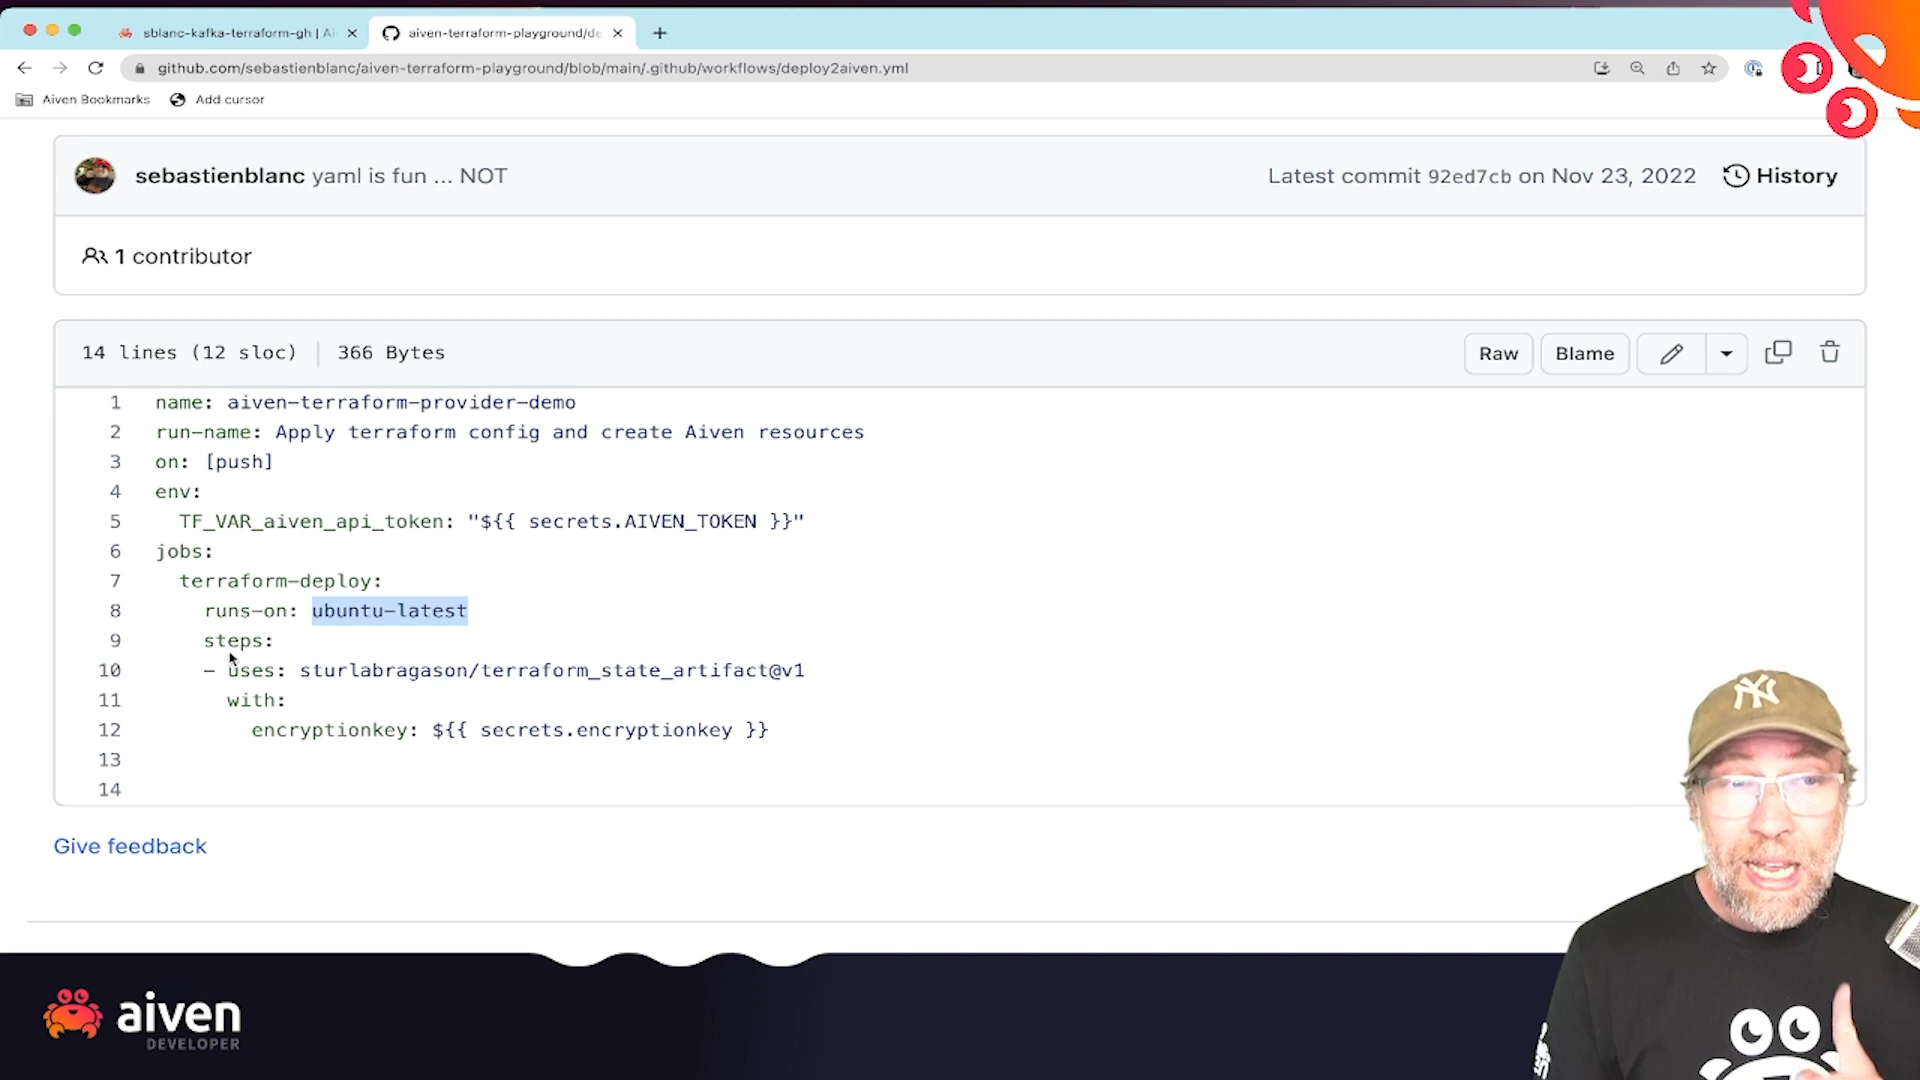 sblanc-kafka-terraform-gh | Ai
aiven-terraform-playground/de
github.com/sebastienblanc/aiven-terraform-playground/blob/main/.github/workflows/deploy2aiven.yml
Aiven Bookmarks
Add cursor
sebastienblanc yaml is fun ... NOT
Latest commit 92ed7cb on Nov 23, 2022
History
1 contributor
14 lines (12 sloc)
366 Bytes
Raw
Blame
1 name: aiven-terraform-provider-demo
2 run-name: Apply terraform config and create Aiven resources
3 on: [push]
4 env:
5 TF_VAR_aiven_api_token: "${{ secrets.AIVEN_TOKEN }}"
6 jobs:
7 terraform-deploy:
8 runs-on: ubuntu-latest
9 steps:
10 - uses: sturlabragason/terraform_state_artifact@v1
11 with:
12 encryptionkey: ${{ secrets.encryptionkey }}
13
14
Give feedback
aiven
DEVELOPER